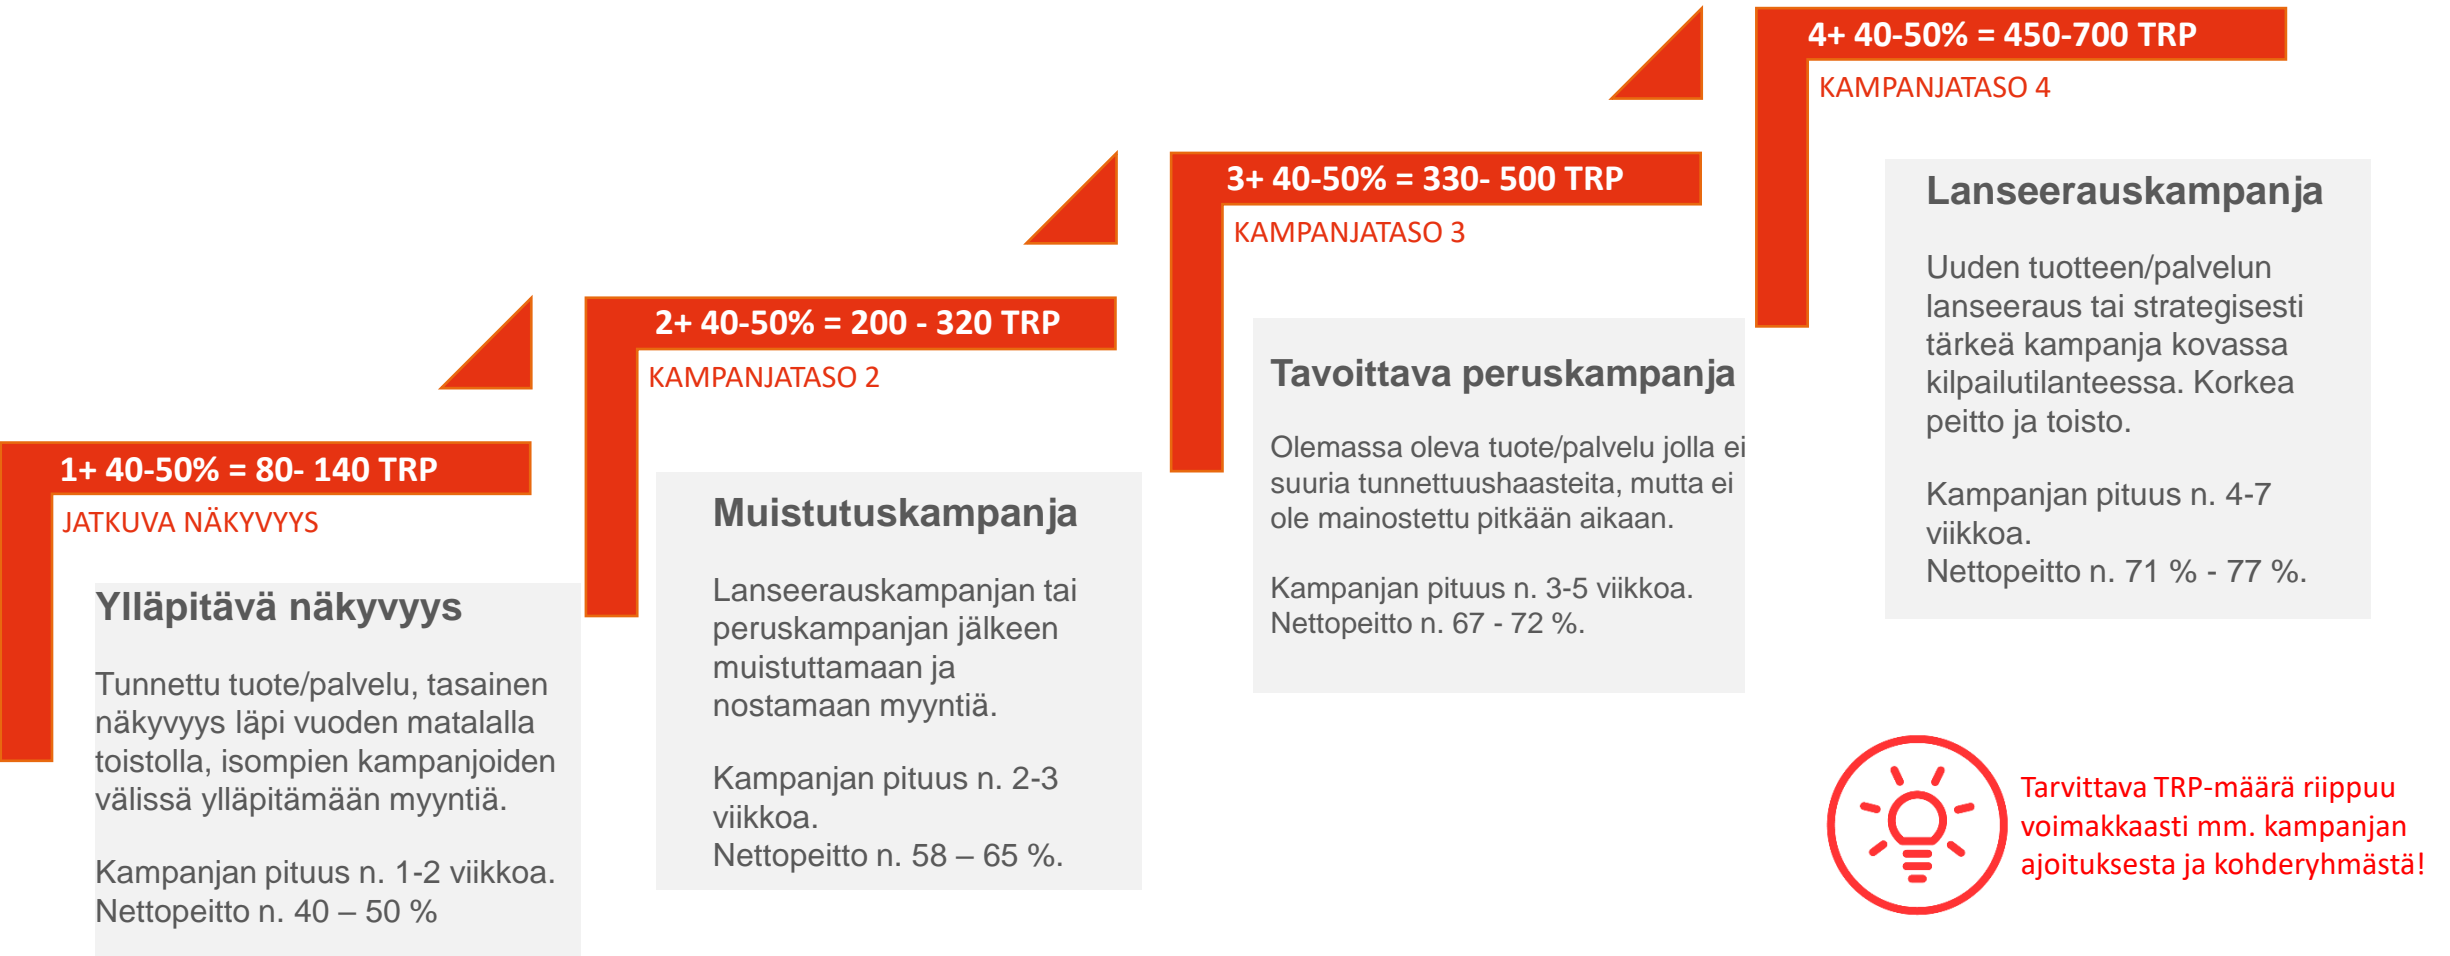 1+ 40-50% = 80- 140 TRP
JATKUVA NÄKYVYYS
Ylläpitävä näkyvyys
Tunnettu tuote/palvelu, tasainen
näkyvyys läpi vuoden matalalla
toistolla, isompien kampanjoiden
välissä ylläpitämään myyntiä.
Kampanjan pituus n. 1-2 viikkoa.
Nettopeitto n. 40 – 50 %
2+ 40-50% = 200 - 320 TRP
KAMPANJATASO 2
Muistutuskampanja
Lanseerauskampanjan tai
peruskampanjan jälkeen
muistuttamaan ja
nostamaan myyntiä.
Kampanjan pituus n. 2-3
viikkoa.
Nettopeitto n. 58 – 65 %.
3+ 40-50% = 330- 500 TRP
KAMPANJATASO 3
Tavoittava peruskampanja
Olemassa oleva tuote/palvelu jolla ei
suuria tunnettuushaasteita, mutta ei
ole mainostettu pitkään aikaan.
Kampanjan pituus n. 3-5 viikkoa.
Nettopeitto n. 67 - 72 %.
4+ 40-50% = 450-700 TRP
KAMPANJATASO 4
Lanseerauskampanja
Uuden tuotteen/palvelun
lanseeraus tai strategisesti
tärkeä kampanja kovassa
kilpailutilanteessa. Korkea
peitto ja toisto.
Kampanjan pituus n. 4-7
viikkoa.
Nettopeitto n. 71 % - 77 %.
Tarvittava TRP-määrä riippuu
voimakkaasti mm. kampanjan
ajoituksesta ja kohderyhmästä!